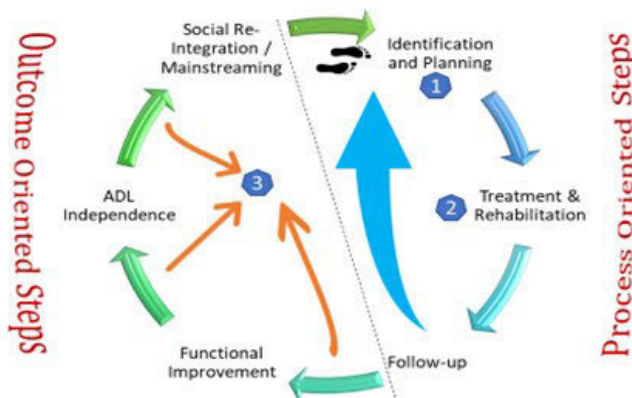 Outcome Oriented Steps
Social Re-
Integration /
Mainstreaming
Identification
and Planning
1
Process Oriented Steps
2
Treatment &
Rehabilitation
3
ADL
Independence
Functional
Improvement
Follow-up